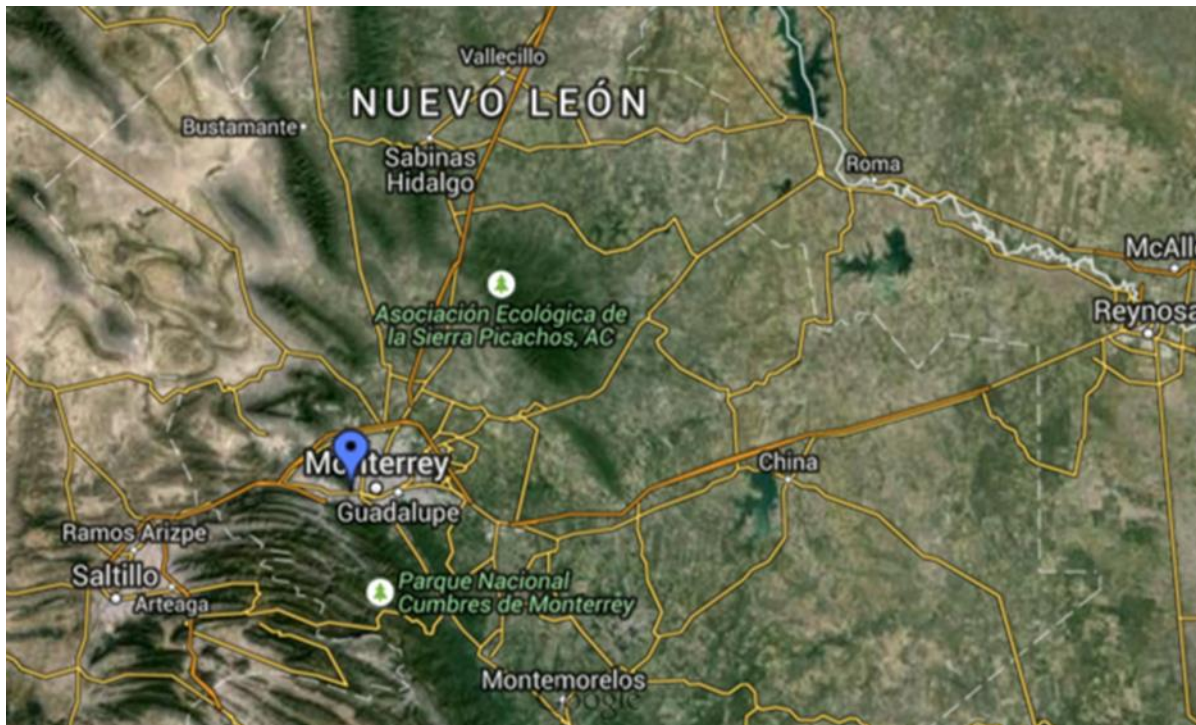 Vallecillo
NUEVO LEÓN
Bustamante
Sabinas
Hidalgo
Roma
McAll
Reynosa
Asociación Ecológica de
la Sierra Picachos, AC
Monterrey
China
Guadalupe
Ramos Arizpe
Saltillo
Arteaga
Parque Nacional
Cumbres de Monterrey
Montemorelos